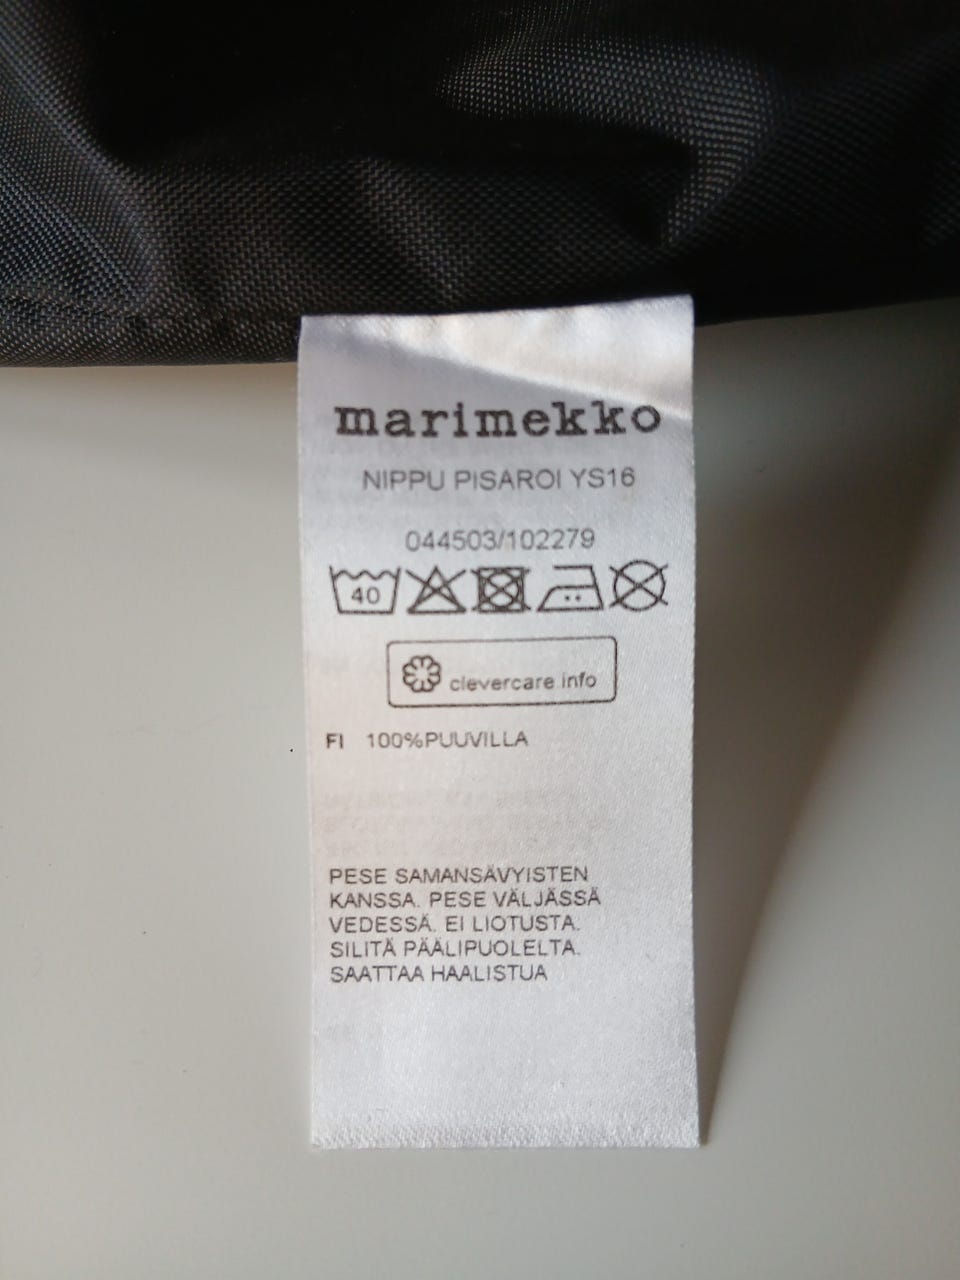 marimekko
NIPPU PISAROI YS16
044503/102279
40
clevercare.info
FI 100%PUUVILLA
PESE SAMANSÄVYISTEN
KANSSA. PESE VÄLJÄSSÄ
VEDESSÄ. EI LIOTUSTA.
SILITÄ PÄÄLIPUOLELTA.
SAATTAA HAALISTUA